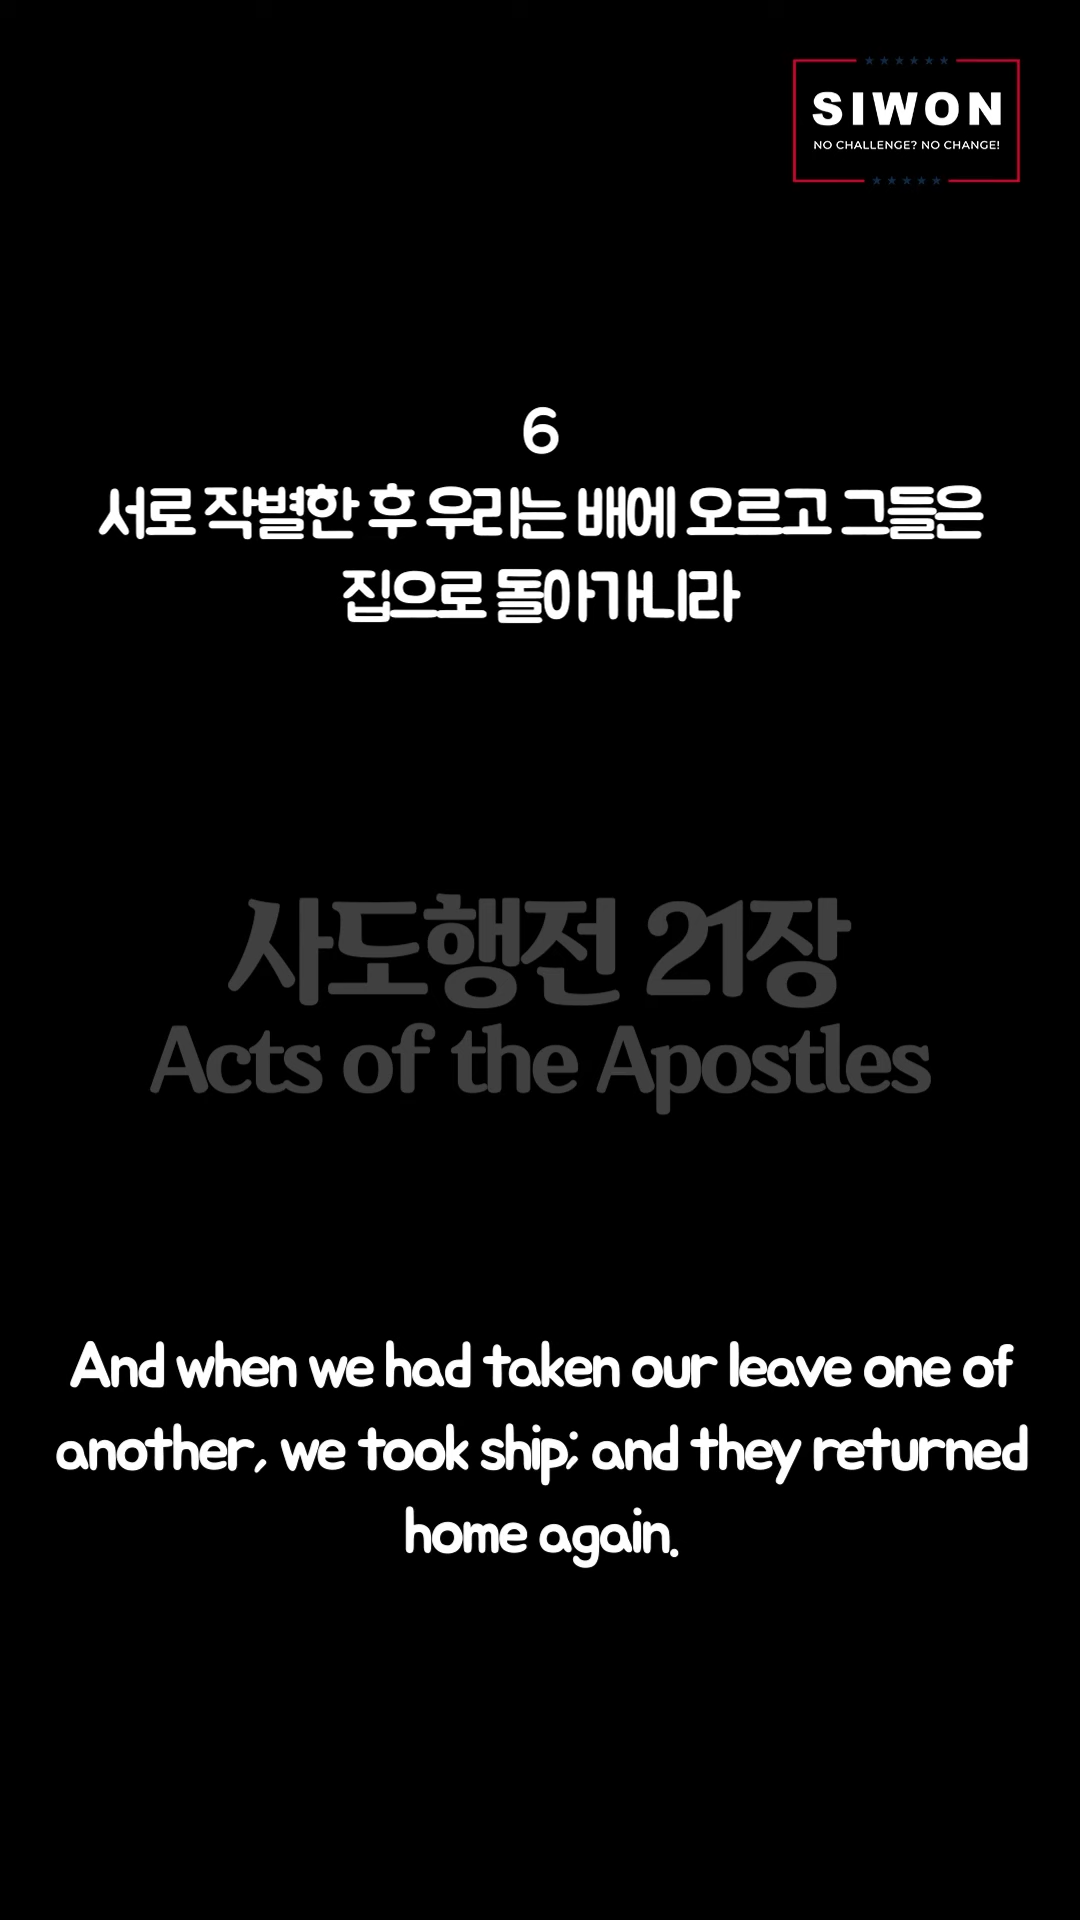 SIWON
NO CHALLENGE? NO CHANGE!
6
서로 작별한 후 우리는 배에 오르고 그들은
집으로 돌아가니라
사도행전 21장
Acts of the Apostles
And when we had taken our leave one of
another, we took ship; and they returned
home again.